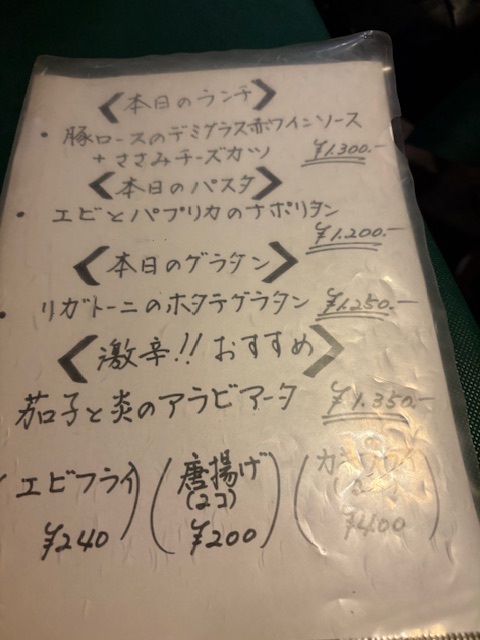 〈本日のランチ〉
・豚ロースのデミグラス赤ワインソース
+ささみチーズカツ ¥1.300.-
〈本日のパスタ〉
・エビとパプリカのナポリタン
¥1.200.-
〈本日のグラタン〉
・リガトーニのホタテグラタン ¥1.250.-
〈激辛!!おすすめ〉
茄子と炎のアラビアータ ¥1.350.-
(エビフライ) (唐揚げ
(2コ)
¥240 ¥200) ¥400